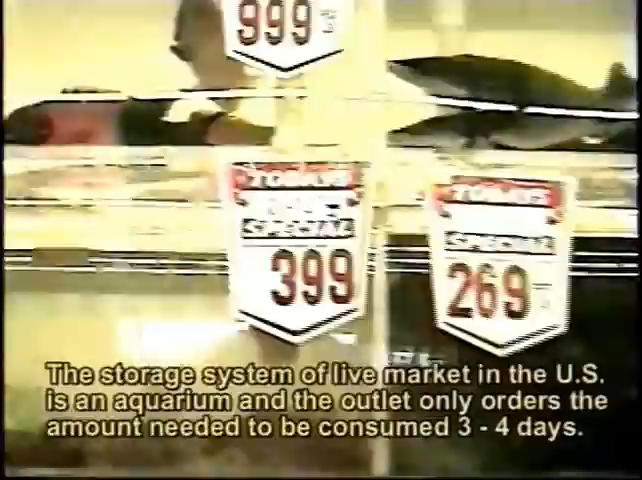 999
TODAY'S
SPECIAL
399
TODAY'S
SPECIAL
269
The storage system of live market in the U.S.
is an aquarium and the outlet only orders the
amount needed to be consumed 3 - 4 days.